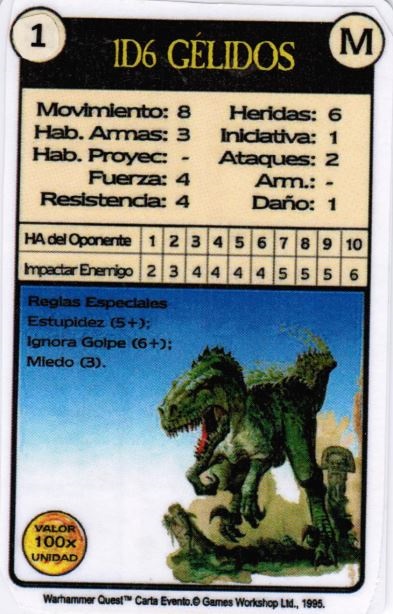 1
1D6 GÉLIDOS
M
Movimiento: 8 Heridas: 6
Hab. Armas: 3 Iniciativa: 1
Hab. Proyec: - Ataques: 2
Fuerza: 4 Arm.: -
Resistencia: 4 Daño: 1
HA del Oponente 1 2 3 4 5 6 7 8 9 10
Impactar Enemigo 2 3 4 4 4 4 5 5 5 6
Reglas Especiales
Estupidez (5+);
Ignora Golpe (6+);
Miedo (3).
VALOR
100x
UNIDAD
Warhammer Quest™ Carta Evento.© Games Workshop Ltd., 1995.